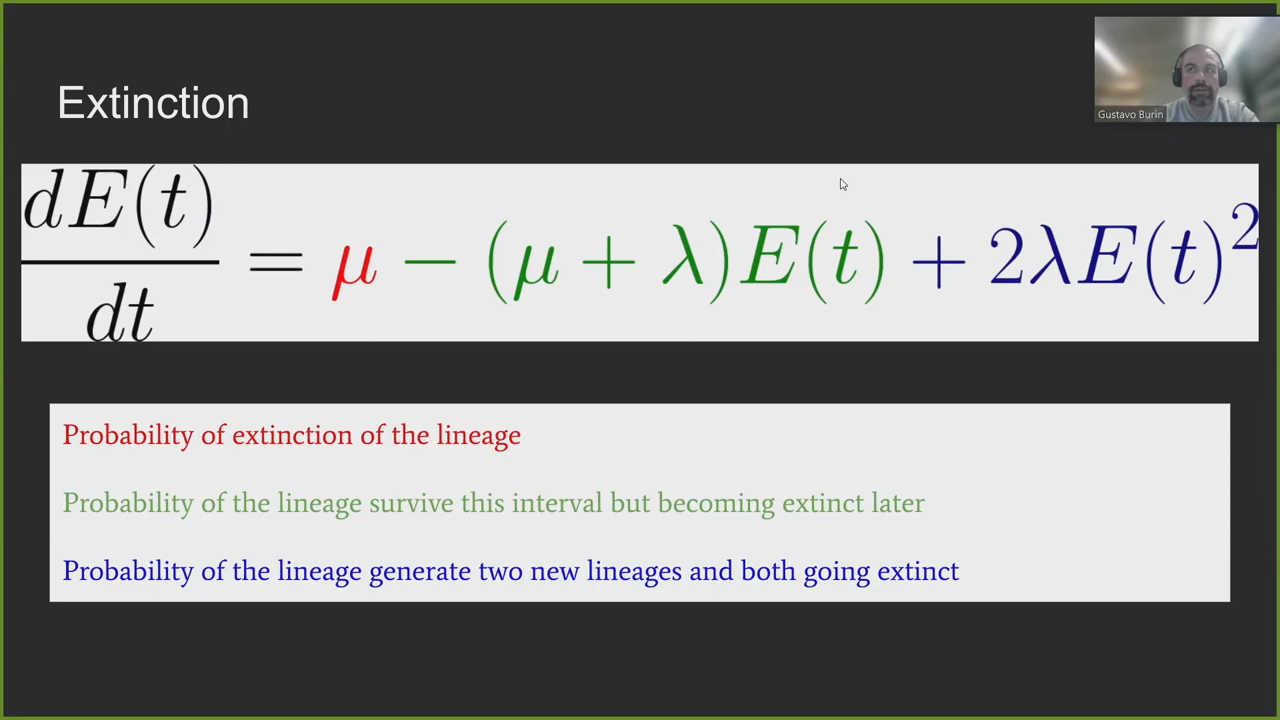 Gustavo Burin
Extinction
dE(t)/dt = μ − (μ + λ)E(t) + 2λE(t)²
Probability of extinction of the lineage
Probability of the lineage survive this interval but becoming extinct later
Probability of the lineage generate two new lineages and both going extinct